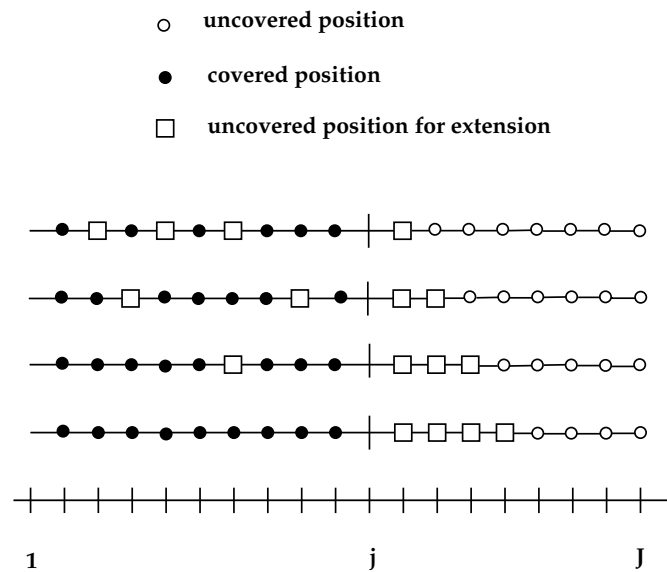 uncovered position
covered position
uncovered position for extension
1 j J